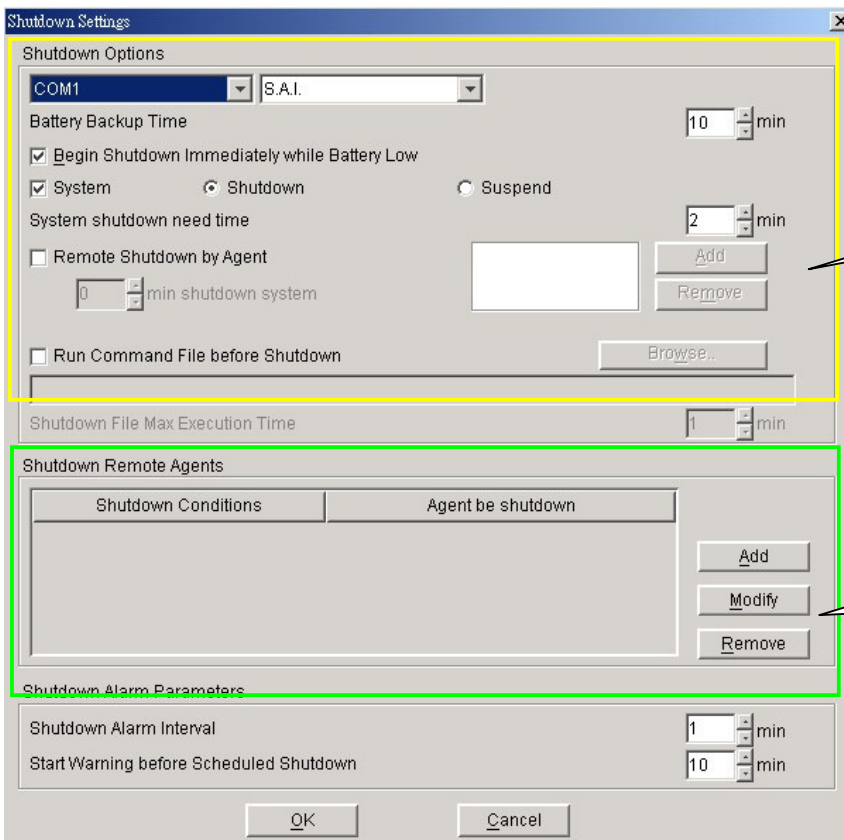 Shutdown Settings
Shutdown Options
COM1 S.A.I.
Battery Backup Time 10 min
Begin Shutdown Immediately while Battery Low
System Shutdown Suspend
System shutdown need time 2 min
Remote Shutdown by Agent Add
0 min shutdown system Remove
Run Command File before Shutdown Browse..
Shutdown File Max Execution Time 1 min
Shutdown Remote Agents
Shutdown Conditions Agent be shutdown
Add
Modify
Remove
Shutdown Alarm Parameters
Shutdown Alarm Interval 1 min
Start Warning before Scheduled Shutdown 10 min
OK Cancel